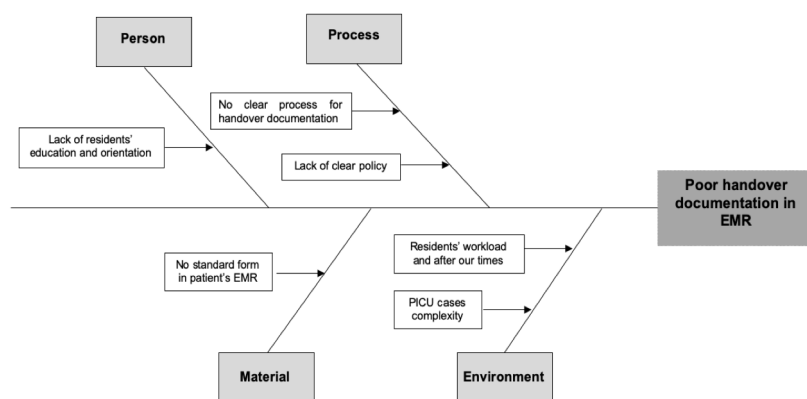 Person
Process
No clear process for
handover documentation
Lack of residents'
education and orientation
Lack of clear policy
Poor handover
documentation in
EMR
Residents' workload
and after our times
No standard form
in patient's EMR
PICU cases
complexity
Material
Environment